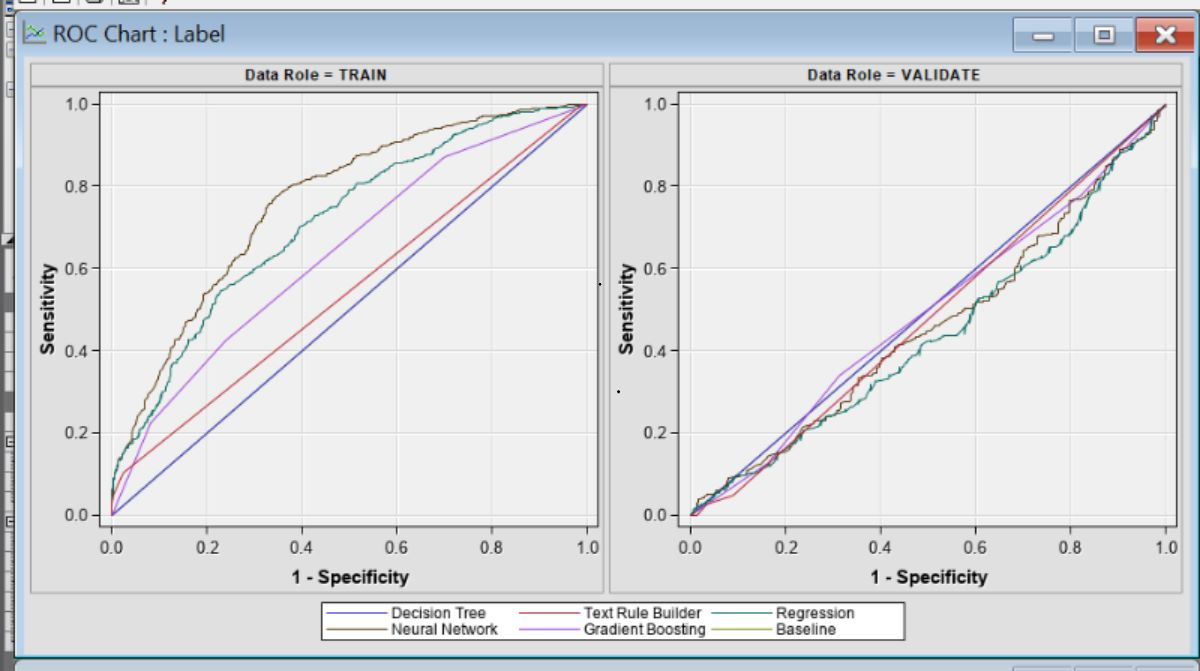 ROC Chart : Label
Data Role = TRAIN
Data Role = VALIDATE
1.0
0.8
0.6
0.4
0.2
0.0
Sensitivity
0.0 0.2 0.4 0.6 0.8 1.0
1 - Specificity
1.0
0.8
0.6
0.4
0.2
0.0
Sensitivity
0.0 0.2 0.4 0.6 0.8 1.0
1 - Specificity
Decision Tree Text Rule Builder Regression
Neural Network Gradient Boosting Baseline